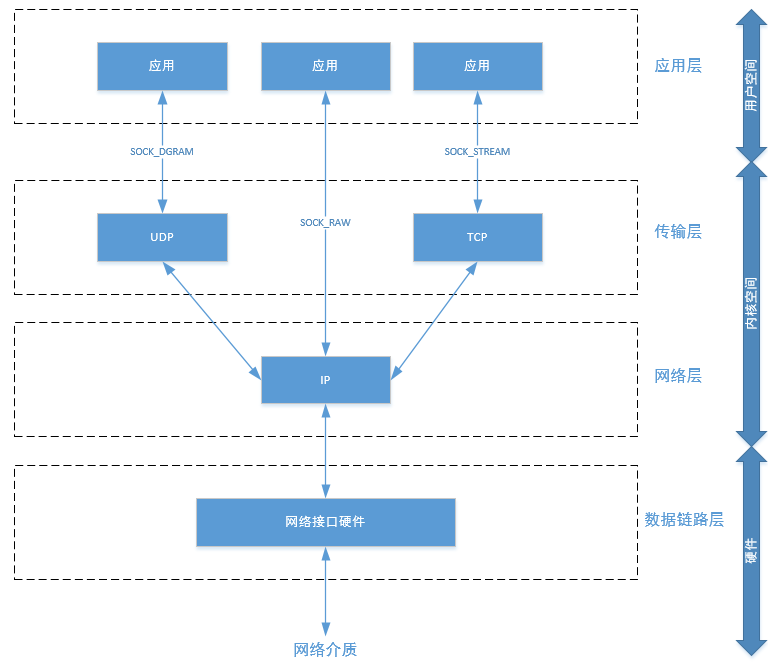 应用
应用
应用
应用层
用户空间
SOCK_DGRAM
SOCK_STREAM
SOCK_RAW
UDP
TCP
传输层
内核空间
IP
网络层
网络接口硬件
数据链路层
硬件
网络介质